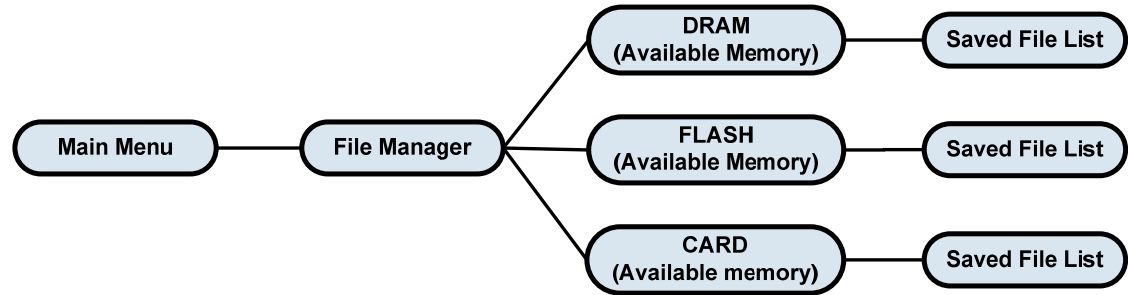 DRAM
(Available Memory)
Saved File List
Main Menu
File Manager
FLASH
(Available Memory)
Saved File List
CARD
(Available memory)
Saved File List